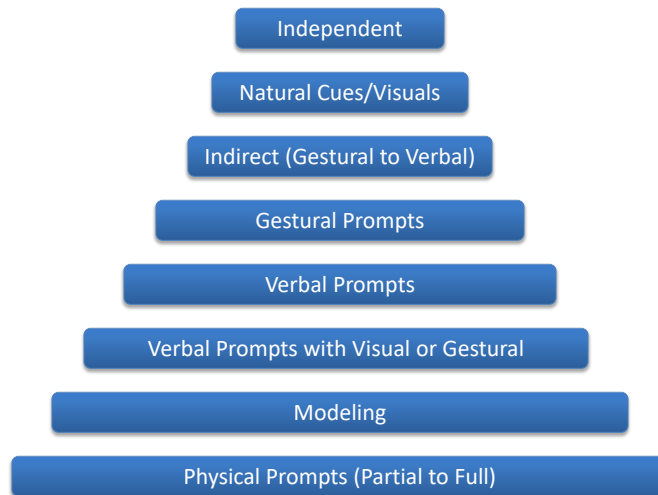 Independent
Natural Cues/Visuals
Indirect (Gestural to Verbal)
Gestural Prompts
Verbal Prompts
Verbal Prompts with Visual or Gestural
Modeling
Physical Prompts (Partial to Full)